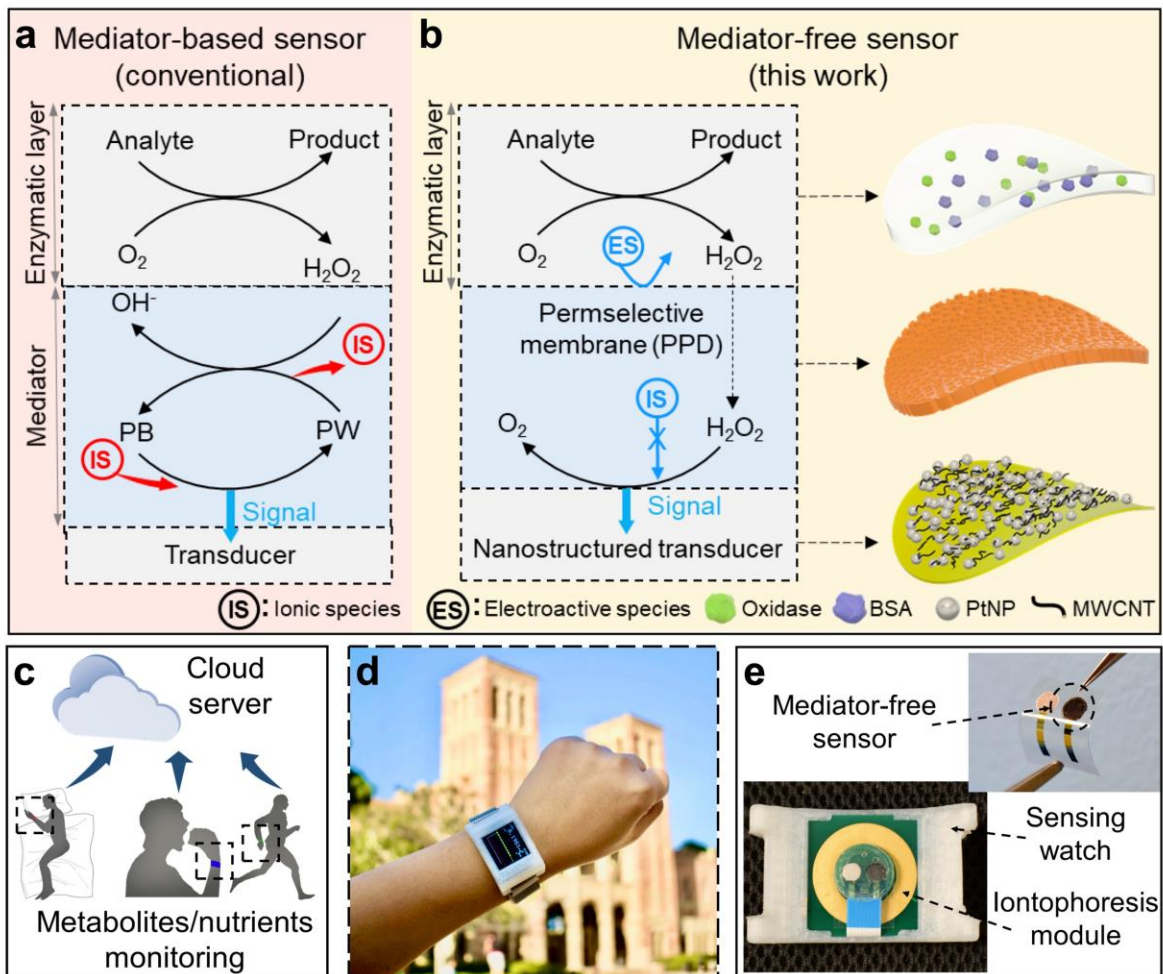 a Mediator-based sensor
(conventional)
Enzymatic layer
Analyte Product
O₂ H₂O₂
Mediator
OH⁻
IS
PB PW
IS
Signal
Transducer
IS : Ionic species
b Mediator-free sensor
(this work)
Enzymatic layer
Analyte Product
ES
O₂ H₂O₂
Permselective
membrane (PPD)
IS
O₂ H₂O₂
Signal
Nanostructured transducer
ES : Electroactive species Oxidase BSA PtNP MWCNT
c Cloud
server
Metabolites/nutrients
monitoring
d
e
Mediator-free
sensor
Sensing
watch
Iontophoresis
module